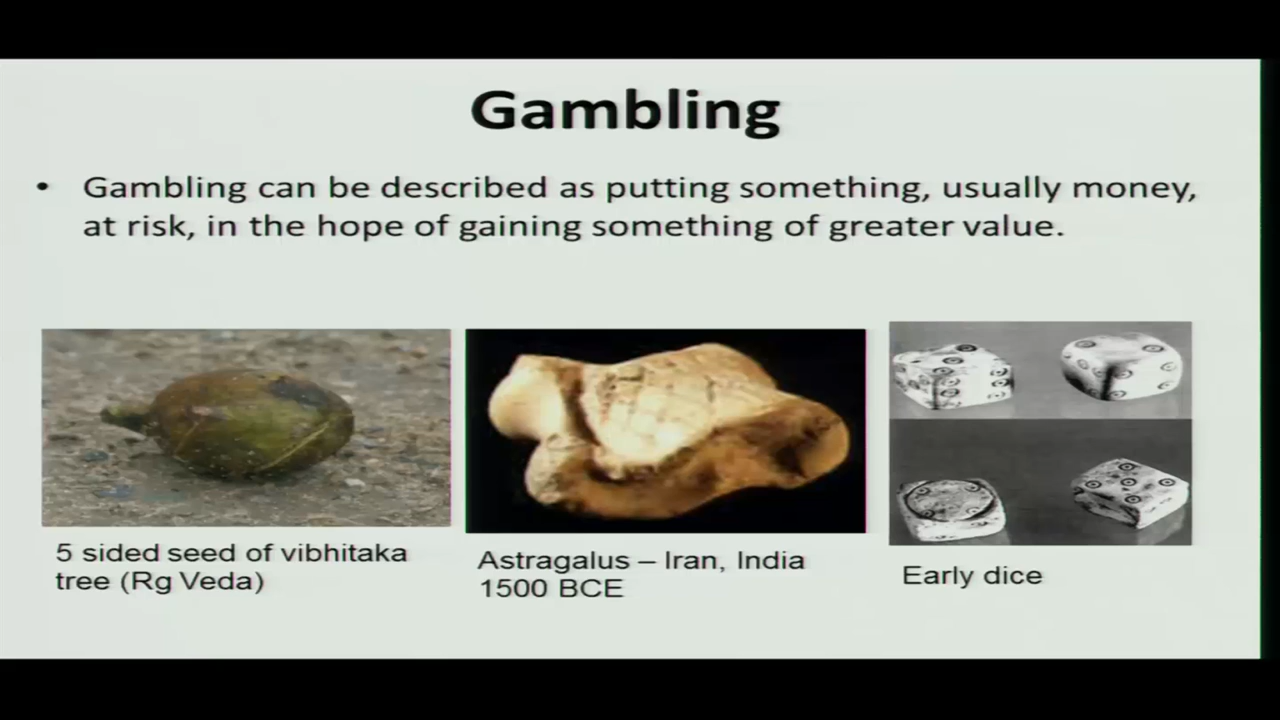 Gambling
• Gambling can be described as putting something, usually money,
at risk, in the hope of gaining something of greater value.
5 sided seed of vibhitaka
tree (Rg Veda)
Astragalus – Iran, India
1500 BCE
Early dice